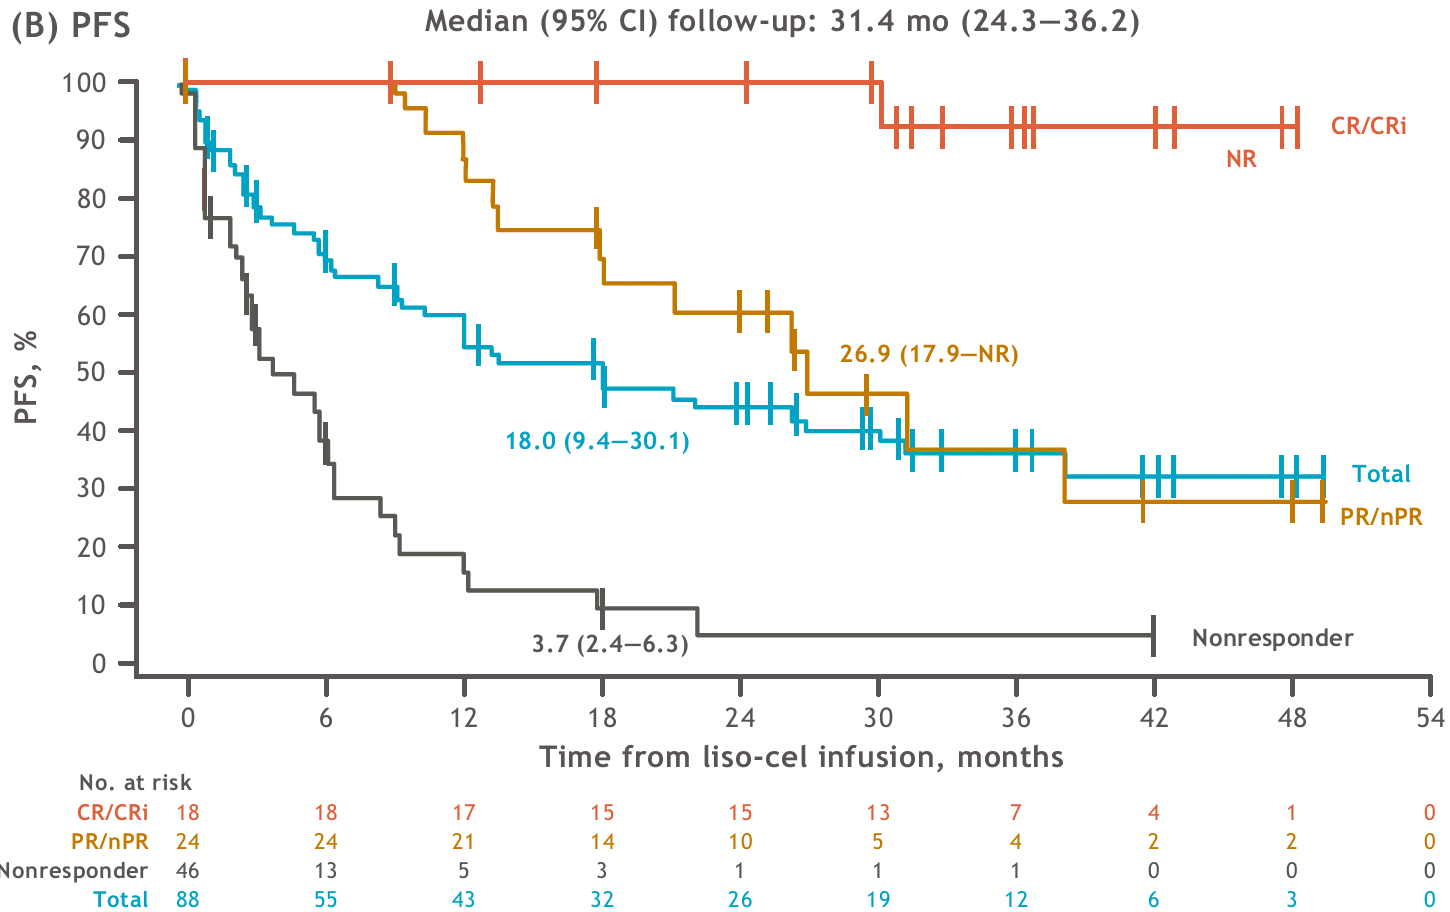 (B) PFS
Median (95% CI) follow-up: 31.4 mo (24.3—36.2)
PFS, %
100
90
80
70
60
50
40
30
20
10
0
CR/CRi
NR
26.9 (17.9—NR)
18.0 (9.4—30.1)
Total
PR/nPR
3.7 (2.4—6.3)
Nonresponder
0 6 12 18 24 30 36 42 48 54
Time from liso-cel infusion, months
No. at risk
CR/CRi 18 18 17 15 15 13 7 4 1 0
PR/nPR 24 24 21 14 10 5 4 2 2 0
Nonresponder 46 13 5 3 1 1 1 0 0 0
Total 88 55 43 32 26 19 12 6 3 0